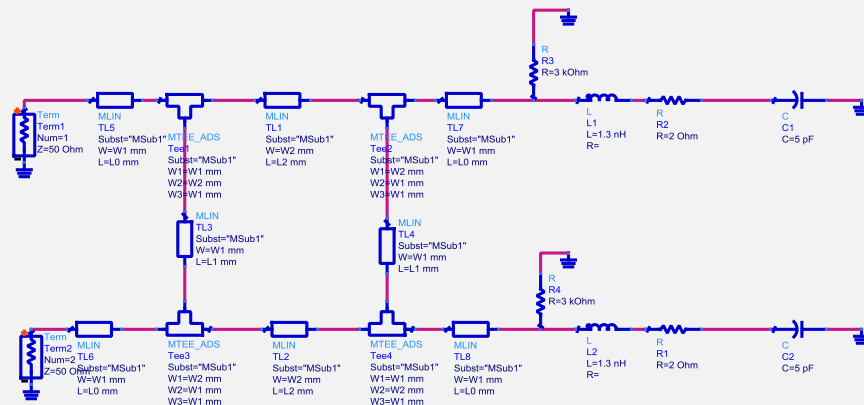 R
R3
R=3 kOhm
Term
Term1
Num=1
Z=50 Ohm
MLIN
TL5
Subst="MSub1"
W=W1 mm
L=L0 mm
MTEE_ADS
Tee1
Subst="MSub1"
W1=W1 mm
W2=W2 mm
W3=W1 mm
MLIN
TL1
Subst="MSub1"
W=W2 mm
L=L2 mm
MTEE_ADS
Tee2
Subst="MSub1"
W1=W2 mm
W2=W1 mm
W3=W1 mm
MLIN
TL7
Subst="MSub1"
W=W1 mm
L=L0 mm
L
L1
L=1.3 nH
R=
R
R2
R=2 Ohm
C
C1
C=5 pF
MLIN
TL3
Subst="MSub1"
W=W1 mm
L=L1 mm
MLIN
TL4
Subst="MSub1"
W=W1 mm
L=L1 mm
R
R4
R=3 kOhm
Term
Term2
Num=2
Z=50 Ohm
MLIN
TL6
Subst="MSub1"
W=W1 mm
L=L0 mm
MTEE_ADS
Tee3
Subst="MSub1"
W1=W2 mm
W2=W1 mm
W3=W1 mm
MLIN
TL2
Subst="MSub1"
W=W2 mm
L=L2 mm
MTEE_ADS
Tee4
Subst="MSub1"
W1=W1 mm
W2=W2 mm
W3=W1 mm
MLIN
TL8
Subst="MSub1"
W=W1 mm
L=L0 mm
L
L2
L=1.3 nH
R=
R
R1
R=2 Ohm
C
C2
C=5 pF